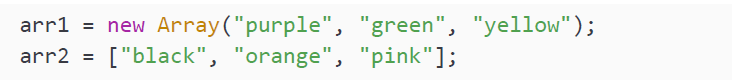 arr1 = new Array("purple", "green", "yellow");
arr2 = ["black", "orange", "pink"];